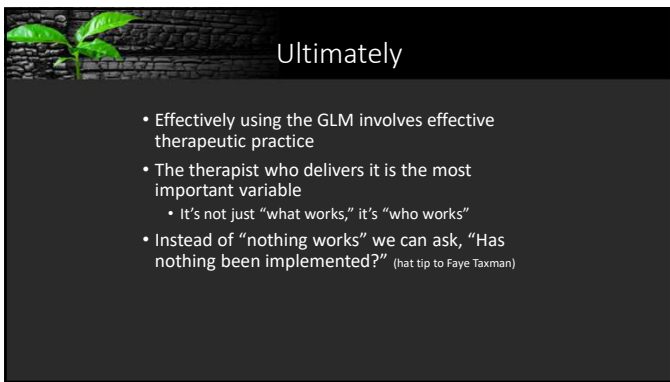 Ultimately
• Effectively using the GLM involves effective
therapeutic practice
• The therapist who delivers it is the most
important variable
• It’s not just “what works,” it’s “who works”
• Instead of “nothing works” we can ask, “Has
nothing been implemented?” (hat tip to Faye Taxman)